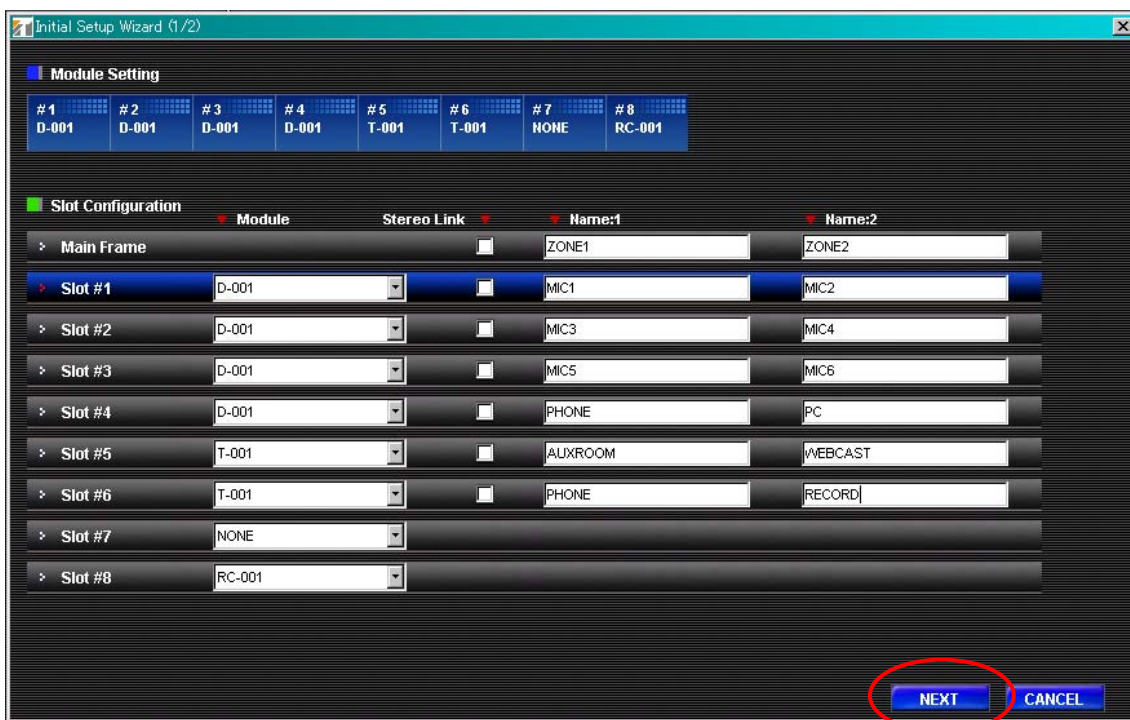 Initial Setup Wizard (1/2)
Module Setting
#1 #2 #3 #4 #5 #6 #7 #8
D-001 D-001 D-001 D-001 T-001 T-001 NONE RC-001
Slot Configuration
Module Stereo Link Name:1 Name:2
Main Frame ZONE1 ZONE2
Slot #1 D-001 MIC1 MIC2
Slot #2 D-001 MIC3 MIC4
Slot #3 D-001 MIC5 MIC6
Slot #4 D-001 PHONE PC
Slot #5 T-001 AUXROOM WEBCAST
Slot #6 T-001 PHONE RECORD
Slot #7 NONE
Slot #8 RC-001
NEXT CANCEL